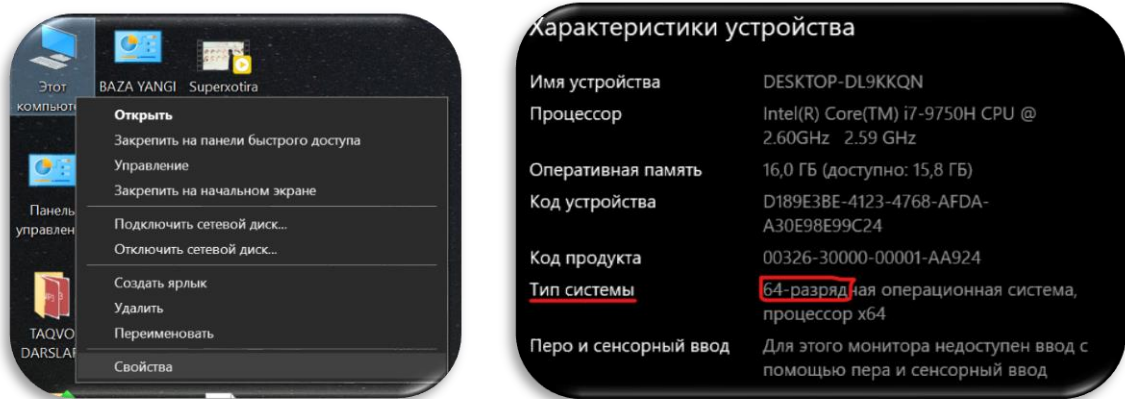 Этот
компьюте
BAZA YANGI
Superxotira
Открыть
Закрепить на панели быстрого доступа
Управление
Закрепить на начальном экране
Панель
управлен
Подключить сетевой диск...
Отключить сетевой диск...
Создать ярлык
Удалить
TAQVO
DARSLAR
Переименовать
Свойства
Характеристики устройства
Имя устройства DESKTOP-DL9KKQN
Процессор Intel(R) Core(TM) i7-9750H CPU @
2.60GHz 2.59 GHz
Оперативная память 16,0 ГБ (доступно: 15,8 ГБ)
Код устройства D189E3BE-4123-4768-AFDA-
A30E98E99C24
Код продукта 00326-30000-00001-AA924
Тип системы 64-разрядная операционная система,
процессор x64
Перо и сенсорный ввод Для этого монитора недоступен ввод с
помощью пера и сенсорный ввод